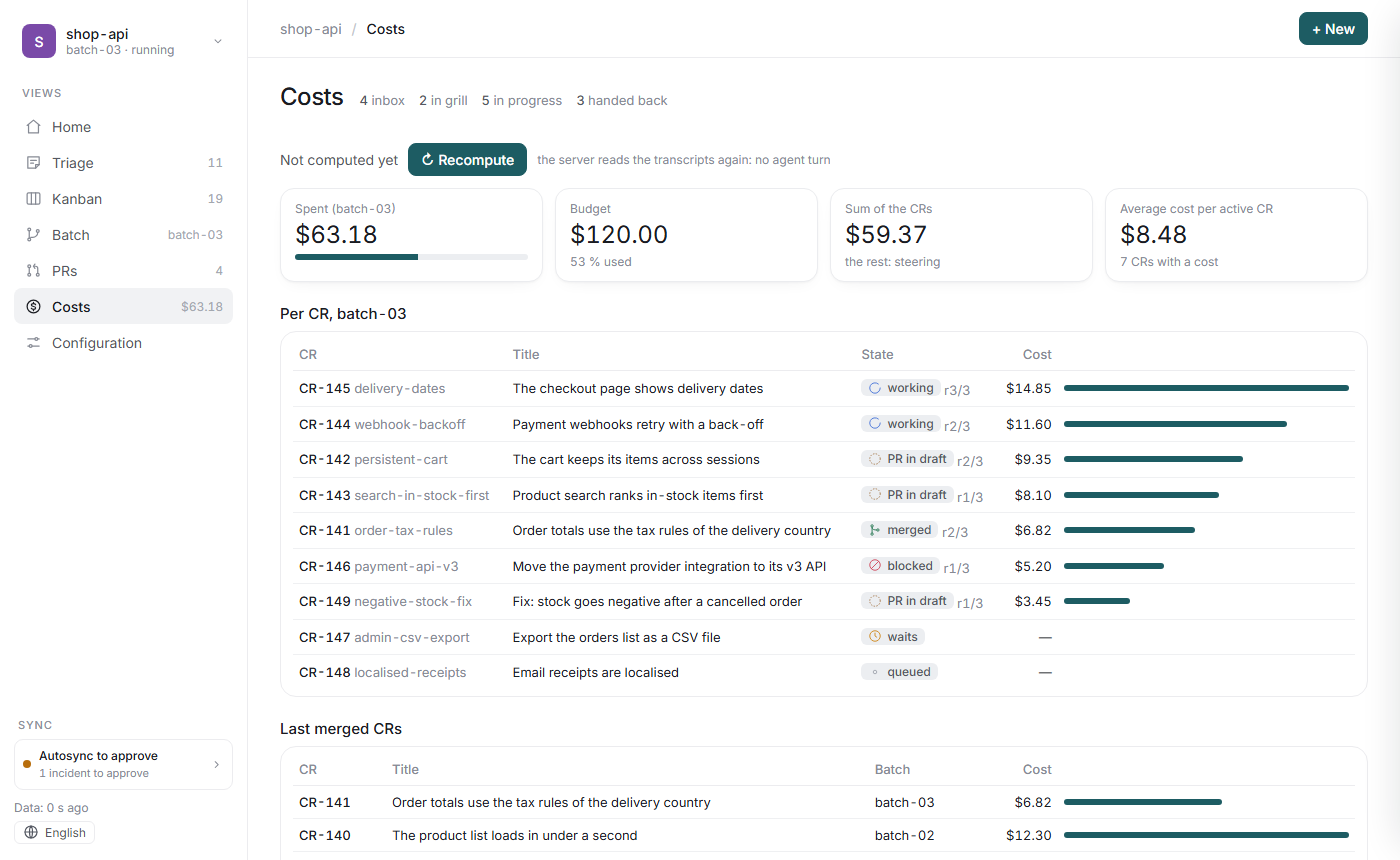 S
shop-api
batch-03 · running
VIEWS
Home
Triage 11
Kanban 19
Batch batch-03
PRs 4
Costs $63.18
Configuration
SYNC
Autosync to approve
1 incident to approve
Data: 0 s ago
English
shop-api / Costs
+ New
Costs 4 inbox 2 in grill 5 in progress 3 handed back
Not computed yet ↻ Recompute the server reads the transcripts again: no agent turn
Spent (batch-03)
$63.18
Budget
$120.00
53 % used
Sum of the CRs
$59.37
the rest: steering
Average cost per active CR
$8.48
7 CRs with a cost
Per CR, batch-03
CR Title State Cost
CR-145 delivery-dates The checkout page shows delivery dates working r3/3 $14.85
CR-144 webhook-backoff Payment webhooks retry with a back-off working r2/3 $11.60
CR-142 persistent-cart The cart keeps its items across sessions PR in draft r2/3 $9.35
CR-143 search-in-stock-first Product search ranks in-stock items first PR in draft r1/3 $8.10
CR-141 order-tax-rules Order totals use the tax rules of the delivery country merged r2/3 $6.82
CR-146 payment-api-v3 Move the payment provider integration to its v3 API blocked r1/3 $5.20
CR-149 negative-stock-fix Fix: stock goes negative after a cancelled order PR in draft r1/3 $3.45
CR-147 admin-csv-export Export the orders list as a CSV file waits —
CR-148 localised-receipts Email receipts are localised queued —
Last merged CRs
CR Title Batch Cost
CR-141 Order totals use the tax rules of the delivery country batch-03 $6.82
CR-140 The product list loads in under a second batch-02 $12.30